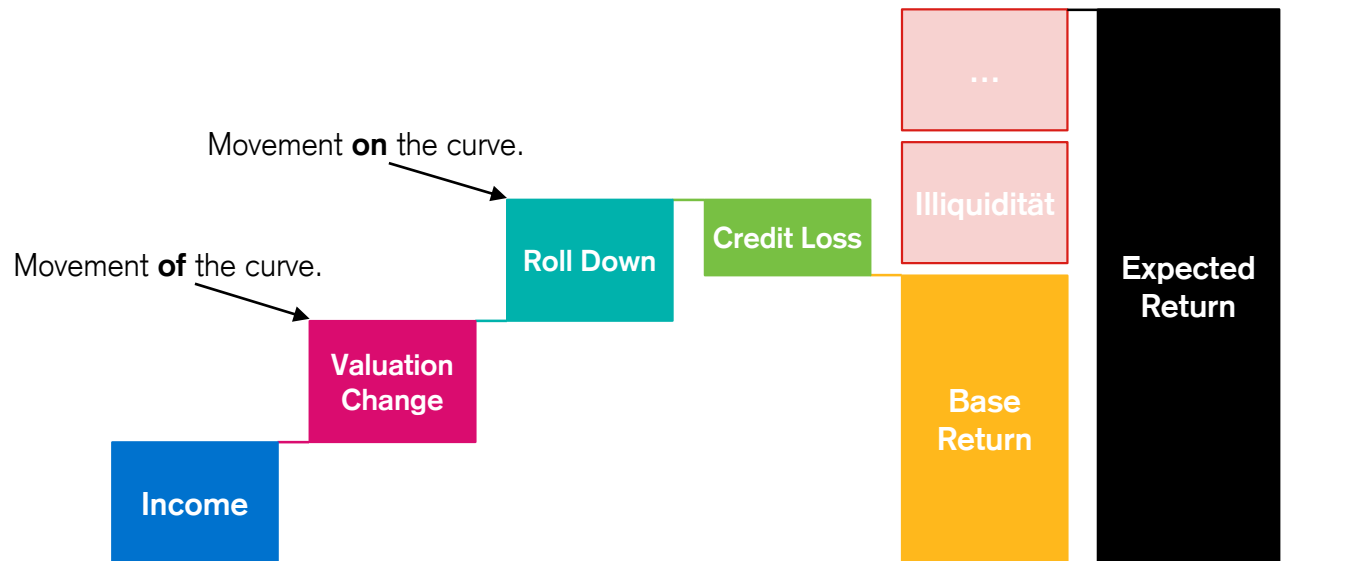 …
Movement on the curve.
Illiquidität
Credit Loss
Roll Down
Movement of the curve.
Expected
Return
Valuation
Change
Base
Return
Income